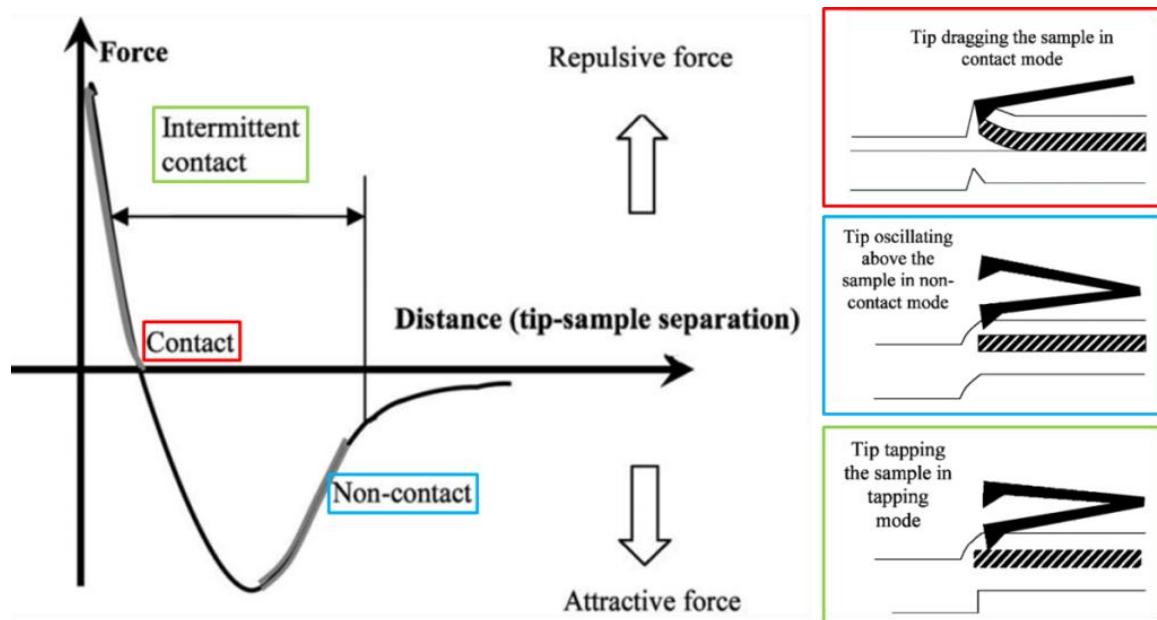 Force
Repulsive force
Intermittent
contact
Distance (tip-sample separation)
Contact
Non-contact
Attractive force
Tip dragging the sample in
contact mode
Tip oscillating
above the
sample in non-
contact mode
Tip tapping
the sample in
tapping
mode